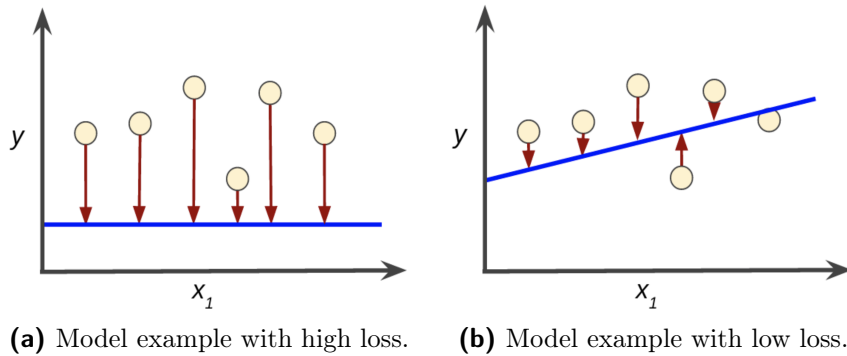 y
x₁
(a) Model example with high loss.
y
x₁
(b) Model example with low loss.